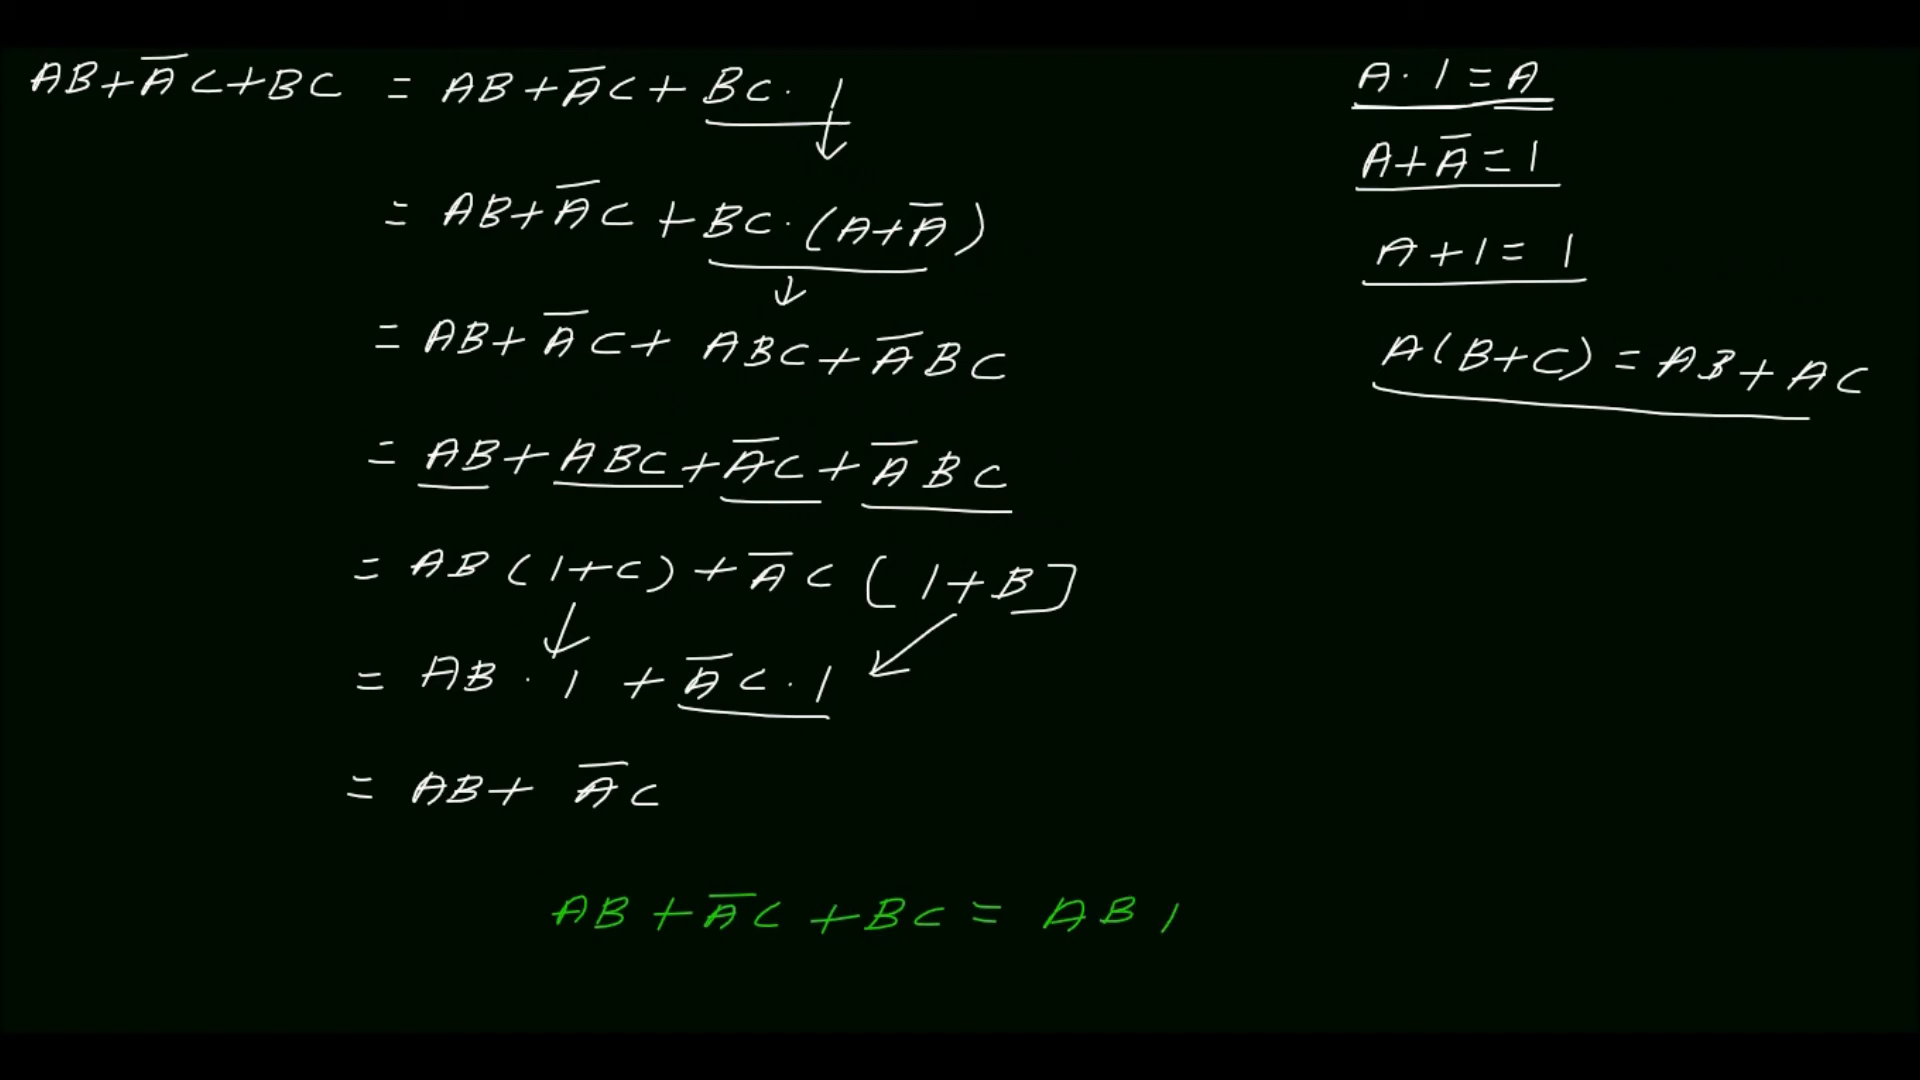 AB+A̅C+BC = AB+A̅C+BC·1
= AB+A̅C+BC·(A+A̅)
= AB+A̅C+ABC+A̅BC
= AB+ABC+A̅C+A̅BC
= AB(1+C)+A̅C[1+B]
= AB·1+A̅C·1
= AB+A̅C
AB+A̅C+BC = AB
A·1=A
A+A̅=1
A+1=1
A(B+C)=AB+AC